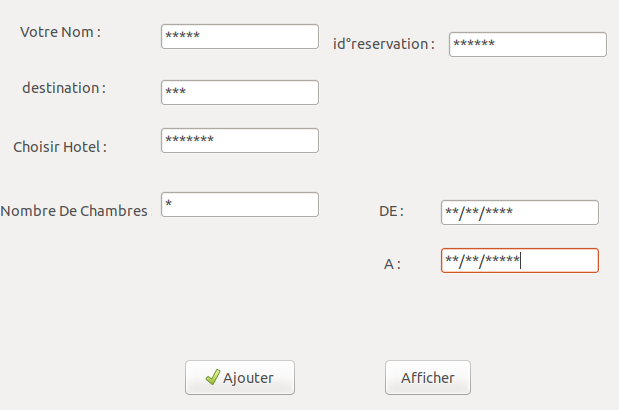 Votre Nom : *****
id°reservation : ******
destination : ***
Choisir Hotel : *******
Nombre De Chambres *
DE : **/**/****
A : **/**/*****
Ajouter
Afficher